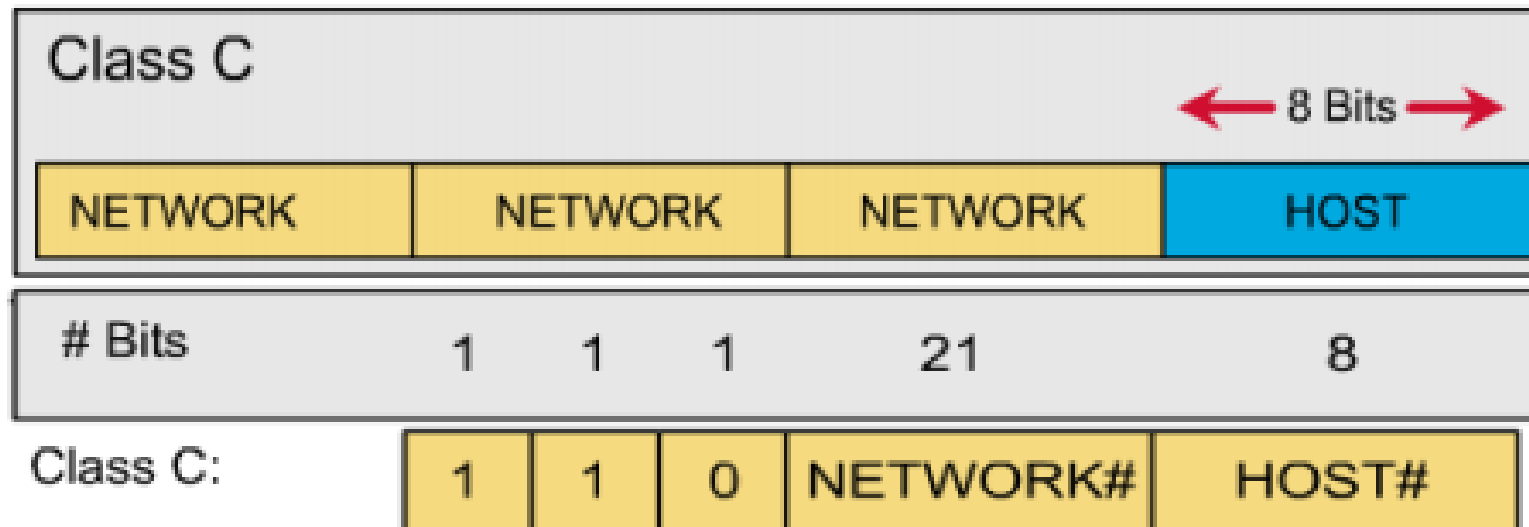 Class C
8 Bits
NETWORK NETWORK NETWORK HOST
# Bits 1 1 1 21 8
Class C: 1 1 0 NETWORK# HOST#